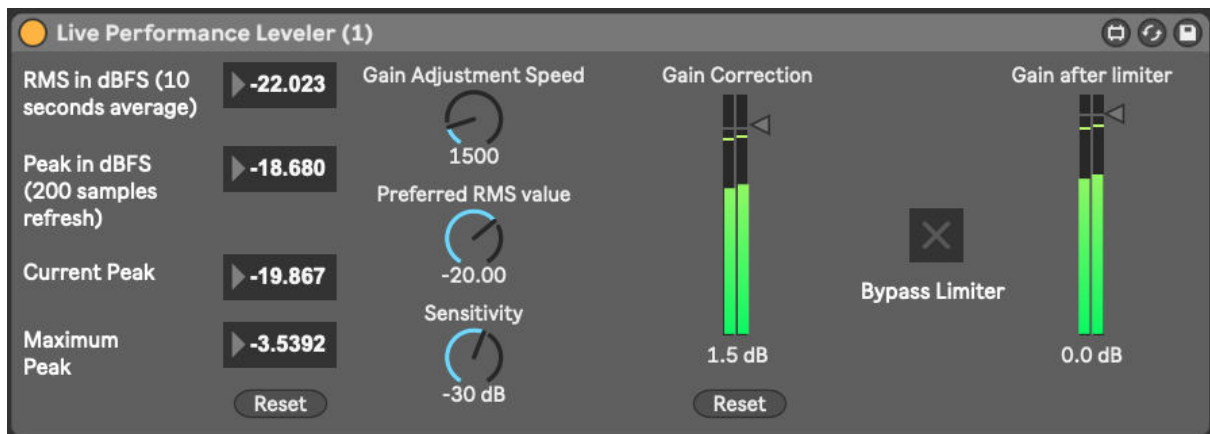 Live Performance Leveler (1)
RMS in dBFS (10
seconds average)
-22.023
Peak in dBFS
(200 samples
refresh)
-18.680
Current Peak
-19.867
Maximum
Peak
-3.5392
Reset
Gain Adjustment Speed
1500
Preferred RMS value
-20.00
Sensitivity
-30 dB
Gain Correction
1.5 dB
Reset
Bypass Limiter
Gain after limiter
0.0 dB